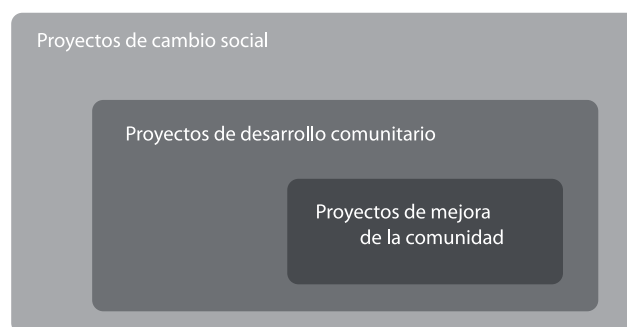 Proyectos de cambio social
Proyectos de desarrollo comunitario
Proyectos de mejora
de la comunidad